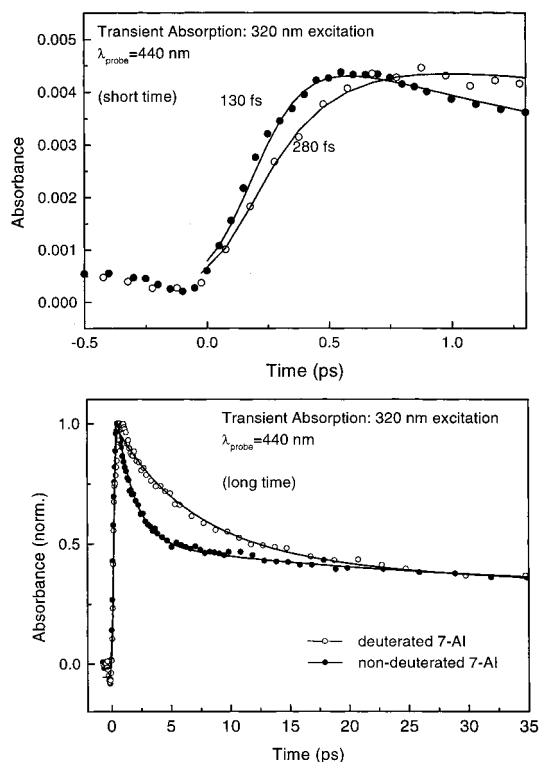 Transient Absorption: 320 nm excitation
λprobe=440 nm
(short time)
130 fs
280 fs
Absorbance
0.005
0.004
0.003
0.002
0.001
0.000
-0.5
0.0
0.5
1.0
Time (ps)
Transient Absorption: 320 nm excitation
λprobe=440 nm
(long time)
Absorbance (norm.)
1.0
0.5
0.0
deuterated 7-AI
non-deuterated 7-AI
0
5
10
15
20
25
30
35
Time (ps)